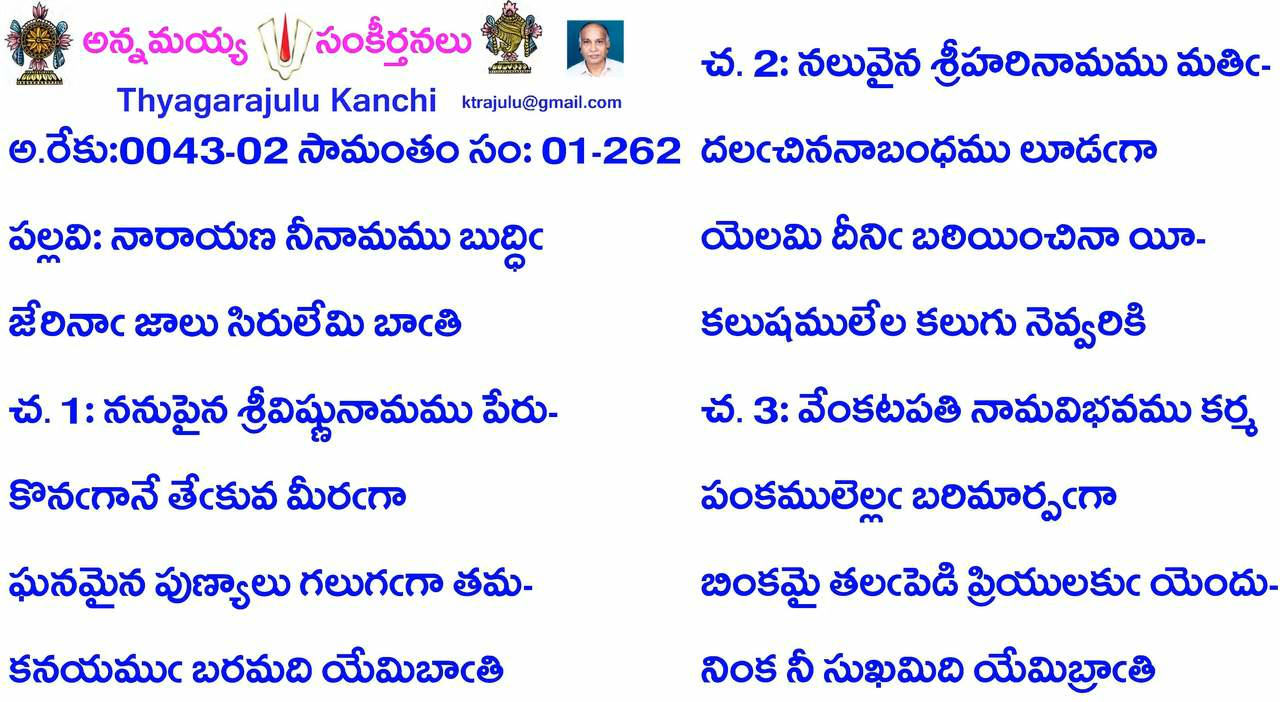 అన్నమయ్య సంకీర్తనలు
Thyagarajulu Kanchi ktrajulu@gmail.com
అ.రేకు:0043-02 సామంతం సం: 01-262
పల్లవి: నారాయణ నీనామము బుద్ధిఁ
జేరినాఁ జాలు సిరులేమి బాఁతి
చ. 1: ననుపైన శ్రీవిష్ణునామము పేరు-
కొనఁగానే తేఁకువ మీరఁగా
ఘనమైన పుణ్యాలు గలుగఁగా తమ-
కనయముఁ బరమది యేమిబాఁతి
చ. 2: నలువైన శ్రీహరినామము మతిఁ-
దలఁచిననాబంధము లూడఁగా
యెలమి దీనిఁ బఠియించినా యీ-
కలుషములేల కలుగు నెవ్వరికి
చ. 3: వేంకటపతి నామవిభవము కర్మ
పంకములెల్లఁ బరిమార్పఁగా
బింకమై తలఁపెడి ప్రియులకుఁ యెందు-
నింక నీ సుఖమిది యేమిబ్రాఁతి